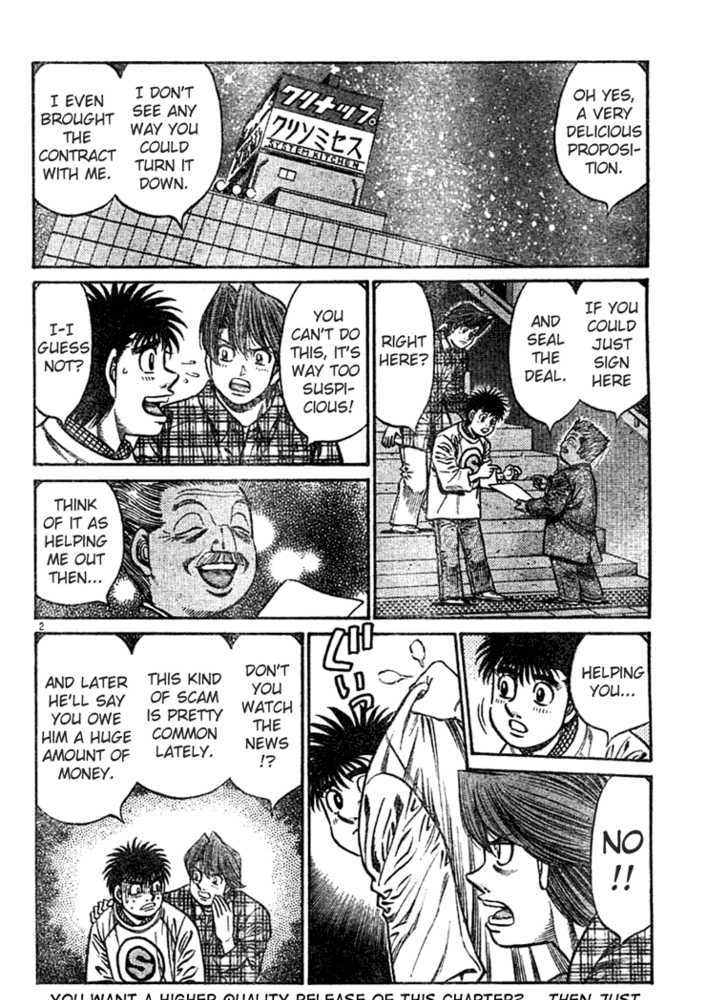 OH YES,
A VERY
DELICIOUS
PROPOSI-
TION.
クリナップ。
クリンミセス
SYSTEM KITCHEN
I DON'T
SEE ANY
WAY YOU
COULD
TURN IT
DOWN.
I EVEN
BROUGHT
THE
CONTRACT
WITH ME.
IF YOU
COULD
JUST
SIGN
HERE
AND
SEAL
THE
DEAL.
RIGHT
HERE?
YOU
CAN'T DO
THIS, IT'S
WAY TOO
SUSPI-
CIOUS!
I-I
GUESS
NOT?
THINK
OF IT AS
HELPING
ME OUT
THEN...
2
HELPING
YOU...
ぐいっ
NO
!!
DON'T
YOU
WATCH
THE
NEWS
!?
THIS KIND
OF SCAM
IS PRETTY
COMMON
LATELY.
AND LATER
HE'LL SAY
YOU OWE
HIM A HUGE
AMOUNT OF
MONEY.
S
S
YOU WANT A HIGHER QUALITY RELEASE OF THIS CHAPTER? THEN JUST